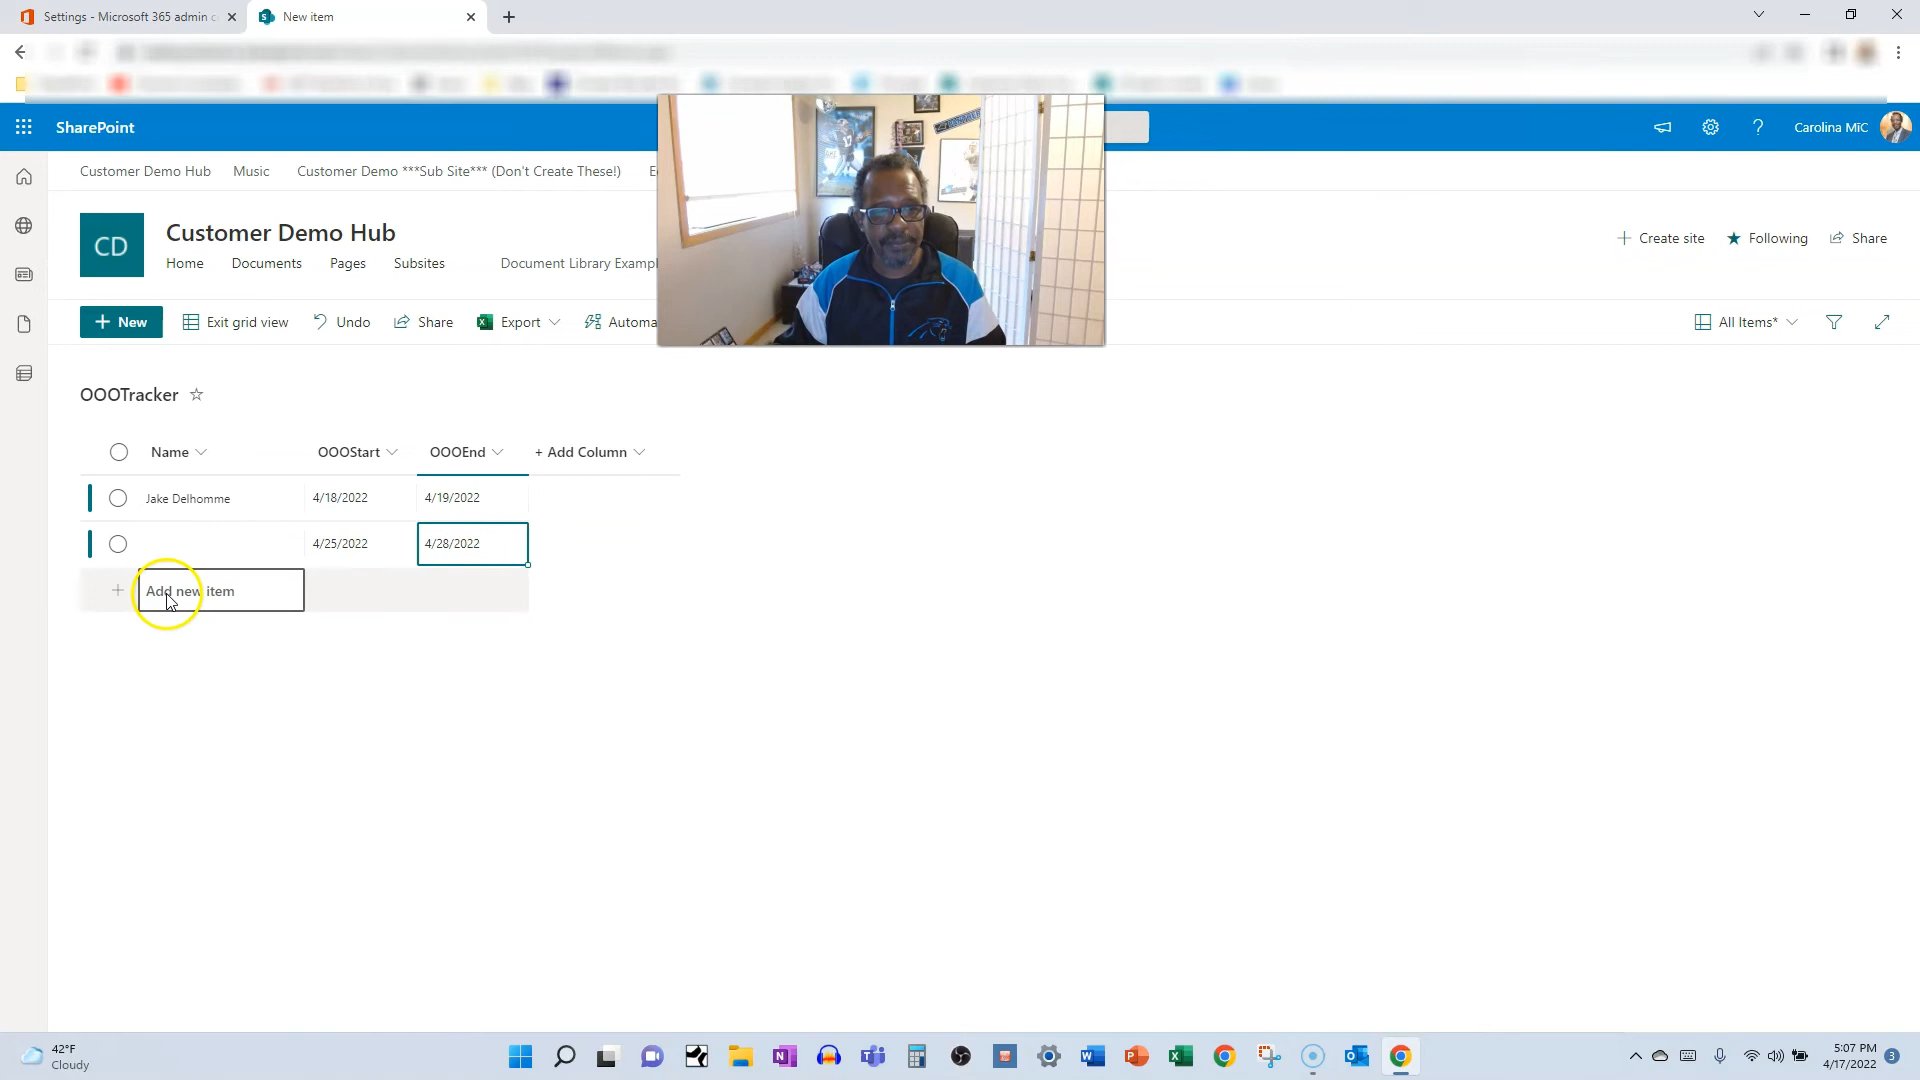 Settings - Microsoft 365 admin c
New item
SharePoint
Carolina MiC
Customer Demo Hub Music Customer Demo ***Sub Site*** (Don't Create These!)
CD
Customer Demo Hub
Home Documents Pages Subsites Document Library Exampl
Create site Following Share
+ New Exit grid view Undo Share Export Automa All Items*
OOOTracker
Name OOOStart OOOEnd + Add Column
Jake Delhomme 4/18/2022 4/19/2022
4/25/2022 4/28/2022
+ Add new item
42°F
Cloudy
5:07 PM
4/17/2022
3